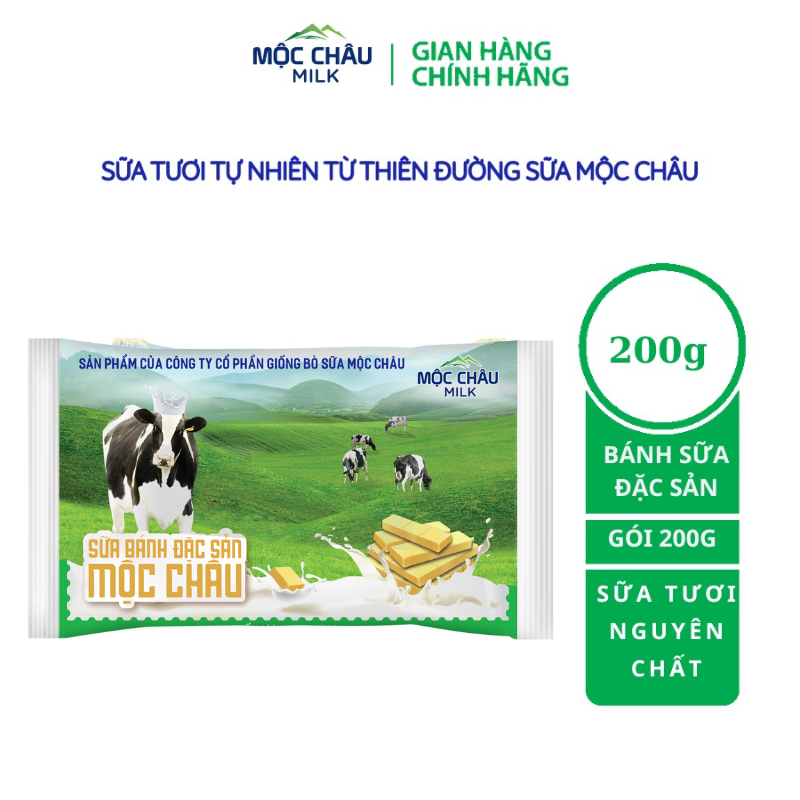 MỘC CHÂU
MILK
GIAN HÀNG
CHÍNH HÃNG
SỮA TƯƠI TỰ NHIÊN TỪ THIÊN ĐƯỜNG SỮA MỘC CHÂU
SẢN PHẨM CỦA CÔNG TY CỔ PHẦN GIỐNG BÒ SỮA MỘC CHÂU
MỘC CHÂU
MILK
SỮA BÁNH ĐẶC SẢN
MỘC CHÂU
200g
BÁNH SỮA
ĐẶC SẢN
GÓI 200G
SỮA TƯƠI
NGUYÊN
CHẤT